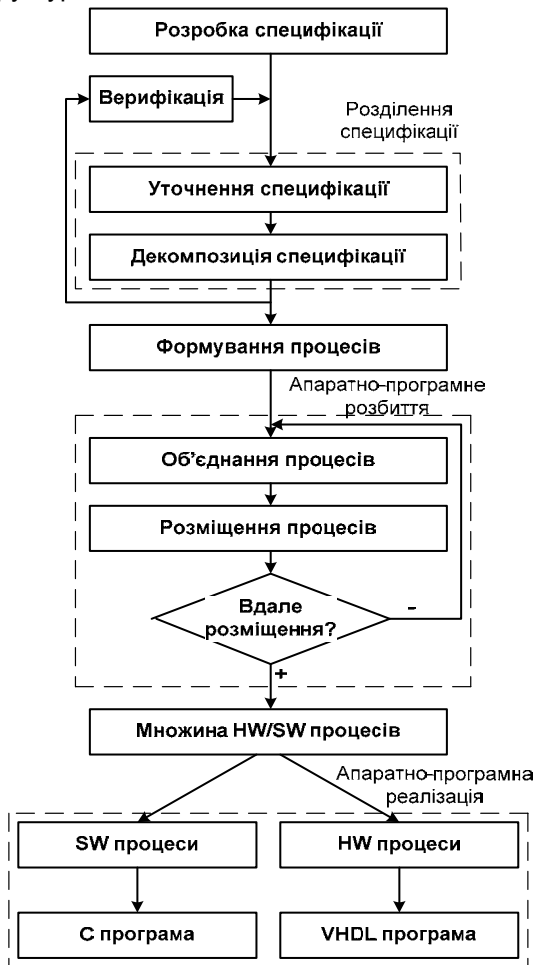 Розробка специфікації
Верифікація
Розділення
специфікації
Уточнення специфікації
Декомпозиція специфікації
Формування процесів
Апаратно-програмне
розбиття
Об'єднання процесів
Розміщення процесів
Вдале
розміщення?
-
+
Множина HW/SW процесів
Апаратно-програмна
реалізація
SW процеси
HW процеси
С програма
VHDL програма